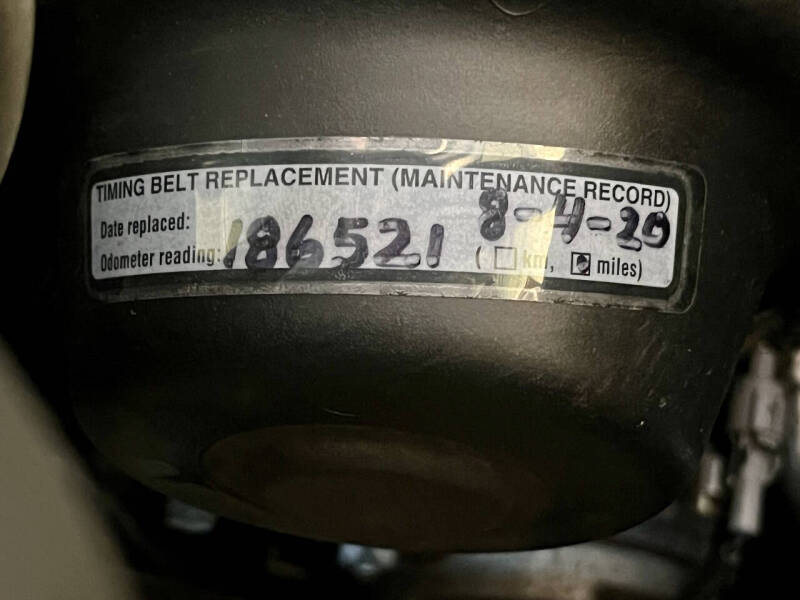 TIMING BELT REPLACEMENT (MAINTENANCE RECORD)
Date replaced: 8-4-20
Odometer reading: 186521 ( km, miles)